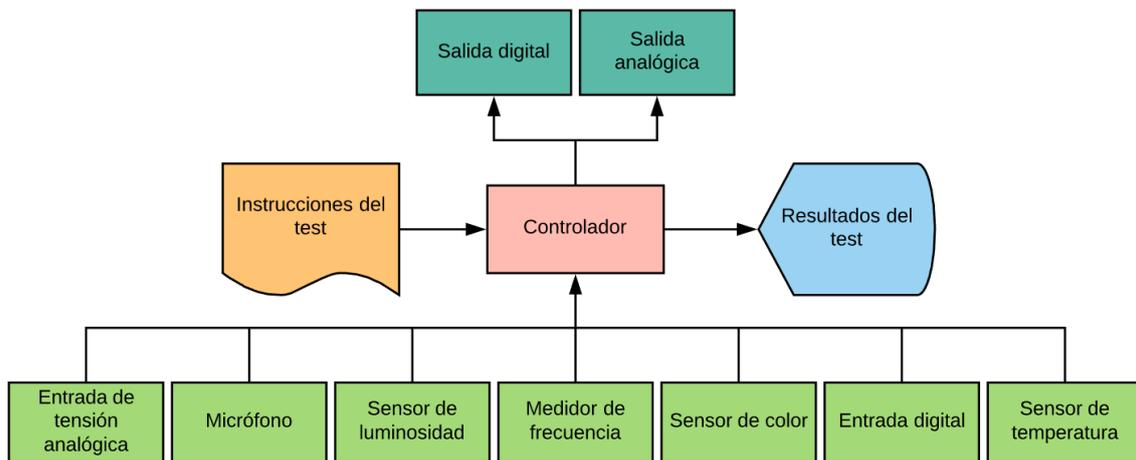 Salida digital
Salida
analógica
Instrucciones del
test
Controlador
Resultados del
test
Entrada de
tensión
analógica
Micrófono
Sensor de
luminosidad
Medidor de
frecuencia
Sensor de color
Entrada digital
Sensor de
temperatura